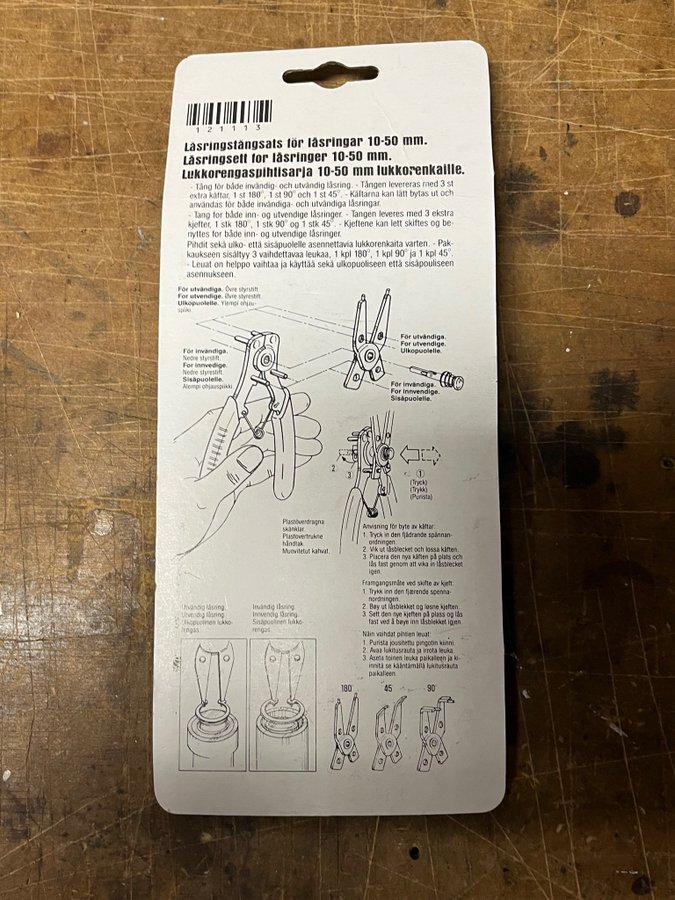 121113
Låsringstångsats för låsringar 10-50 mm.
Låsringsett for låsringer 10-50 mm.
Lukkorengaspihtisarja 10-50 mm lukkorenkaille.
- Tång för både invändig- och utvändig låsring. - Tången levereras med 3 st
extra käftar, 1 st 180°, 1 st 90° och 1 st 45°. - Käftarna kan lätt bytas ut och
användas för både invändiga- och utvändiga låsringar.
- Tang for både inn- og utvendige låsringer. - Tangen leveres med 3 ekstra
kjefter, 1 stk 180°, 1 stk 90° og 1 stk 45°. - Kjeftene kan lett skiftes og be-
nyttes for både inn- og utvendige låsringer.
Pihdit sekä ulko- että sisäpuolelle asennettavia lukkorenkaita varten. - Pak-
kaukseen sisältyy 3 vaihdettavaa leukaa, 1 kpl 180°, 1 kpl 90° ja 1 kpl 45°.
- Leuat on helppo vaihtaa ja käyttää sekä ulkopuoliseen että sisäpouliseen
asennukseen.
För utvändiga. Övre styrstift.
For utvendige. Øvre styrestift.
Ulkopuolelle. Ylempi ohjau-
spiiki.
För invändiga.
Nedre styrstift.
For innvedige.
Nedre styrestift.
Sisäpuolelle.
Alempi ohjauspiikki.
För utvändiga.
For utvendige.
Ulkopuolelle.
För invändiga.
For innvendige.
Sisäpuolelle.
2
3
1
(Tryck)
(Trykk)
(Purista)
Plastöverdragna
skänklar.
Plastovertrukne
håndtak.
Muovitetut kahvat.
Anvisning för byte av käftar:
1. Tryck in den fjädrande spännan-
ordningen.
2. Vik ut låsblecket och lossa käften.
3. Placera den nya käften på plats och
lås fast genom att vika in låsblecket
igen.
Framgangsmåte ved skifte av kjeft:
1. Trykk inn den fjærende spenna-
nordningen.
2. Bøy ut låsblekket og løsne kjeften.
3. Sett den nye kjeften på plass og lås
fast ved å bøye inn låsblekket igjen.
Näin vaihdat pihtien leuat:
1. Purista jousitettu pingotin kiinni.
2. Avaa lukitusrauta ja irrota leuka.
3. Aseta toinen leuka paikalleen ja ki-
innitä se kääntämällä lukitusrauta
paikalleen.
Utvändig låsring.
Utvendig låsring.
Ulkopuolinen lukko-
rengas.
Invändig låsring.
Innvendig låsring.
Sisäpuolinen lukko-
rengas.
180°
45°
90°